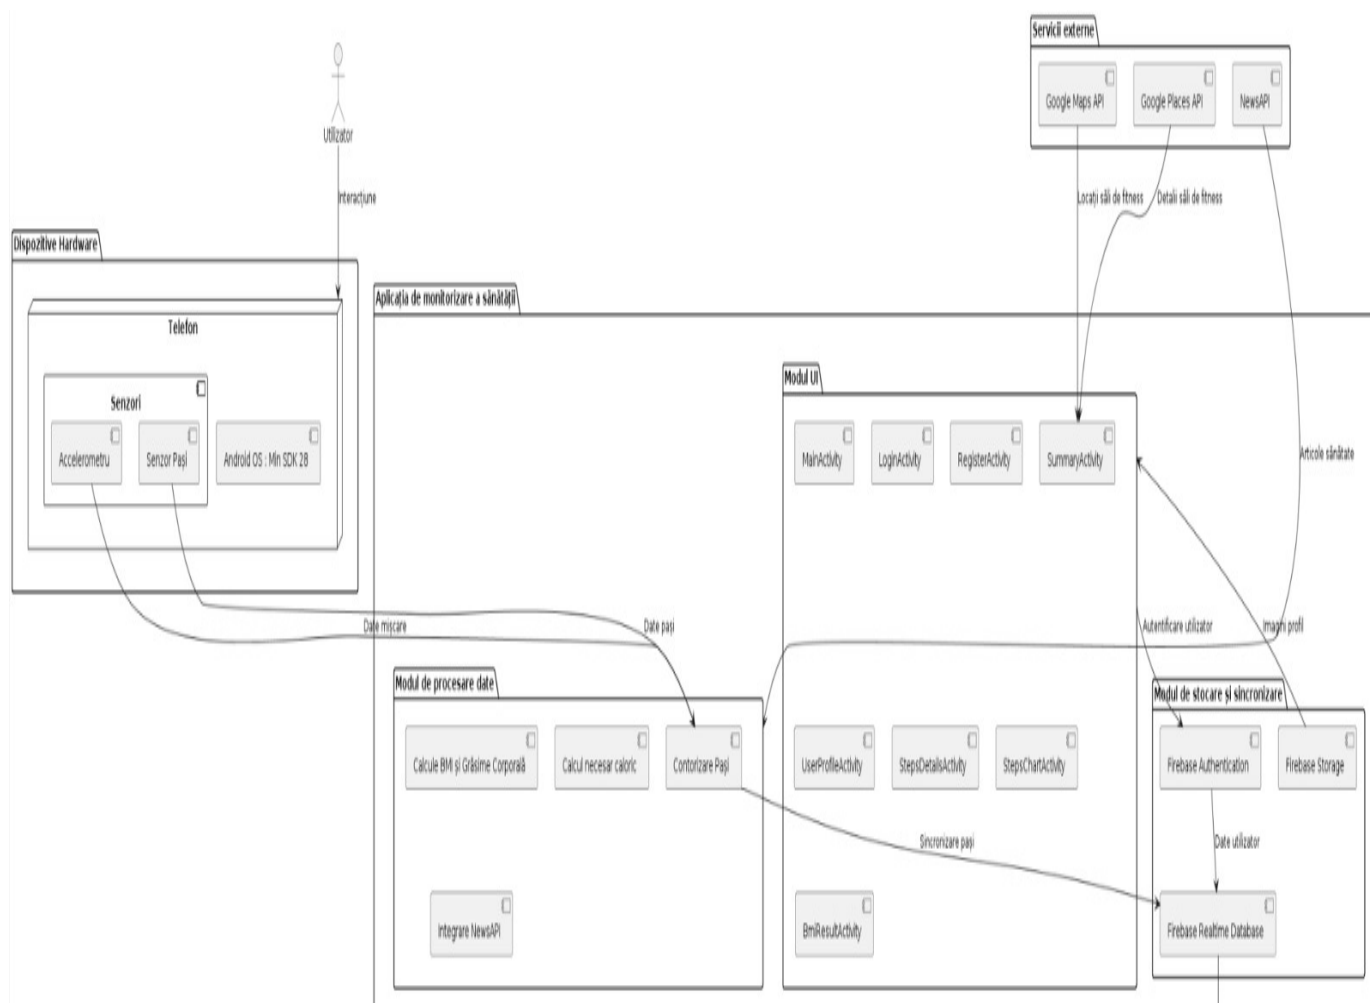 Servicii externe
Google Maps API
Google Places API
NewsAPI
Utilizator
Interacțiune
Locații săli de fitness
Detalii săli de fitness
Dispozitive Hardware
Telefon
Senzori
Accelerometru
Senzor Pași
Android OS : Min SDK 28
Aplicația de monitorizare a sănătății
Modul UI
MainActivity
LoginActivity
RegisterActivity
SummaryActivity
Articole sănătate
Date mișcare
Date pași
Autentificare utilizator
Imagini profil
Modul de procesare date
Calcule BMI și Grăsime Corporală
Calcul necesar caloric
Contorizare Pași
UserProfileActivity
StepsDetailsActivity
StepsChartActivity
Modul de stocare și sincronizare
Firebase Authentication
Firebase Storage
Sincronizare pași
Date utilizator
Integrare NewsAPI
BmiResultActivity
Firebase Realtime Database